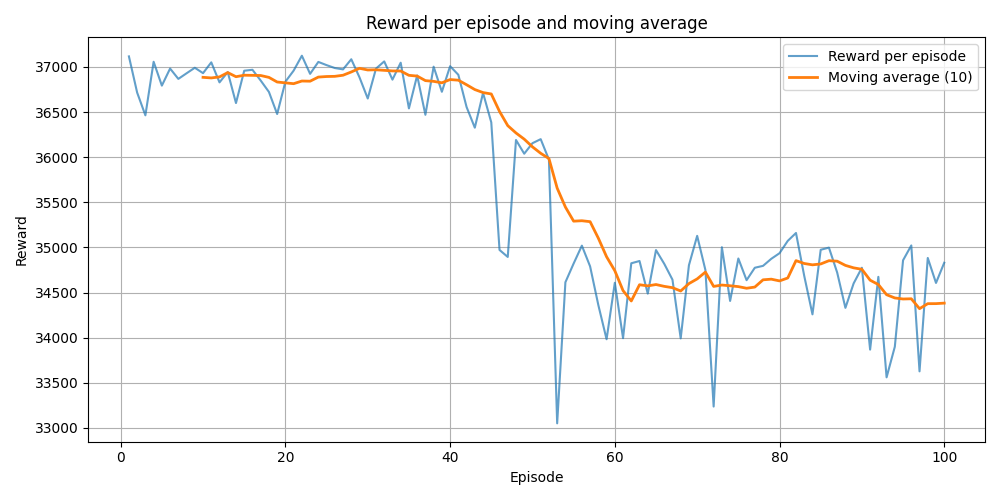 Reward per episode and moving average
Reward per episode
Moving average (10)
37000
36500
36000
35500
35000
34500
34000
33500
33000
Reward
0 20 40 60 80 100
Episode